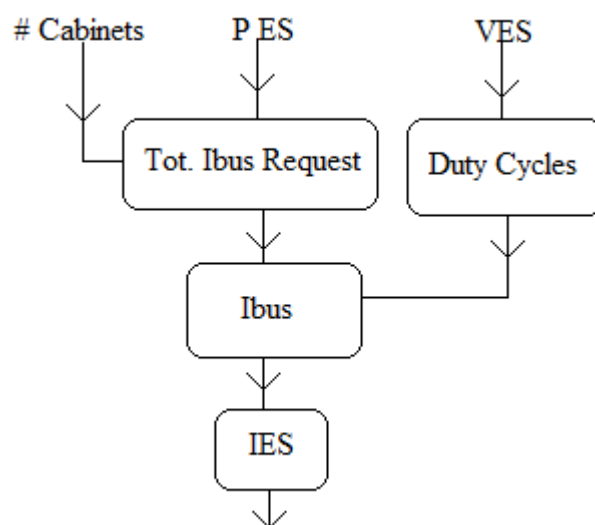 # Cabinets
P ES
VES
Tot. Ibus Request
Duty Cycles
Ibus
IES